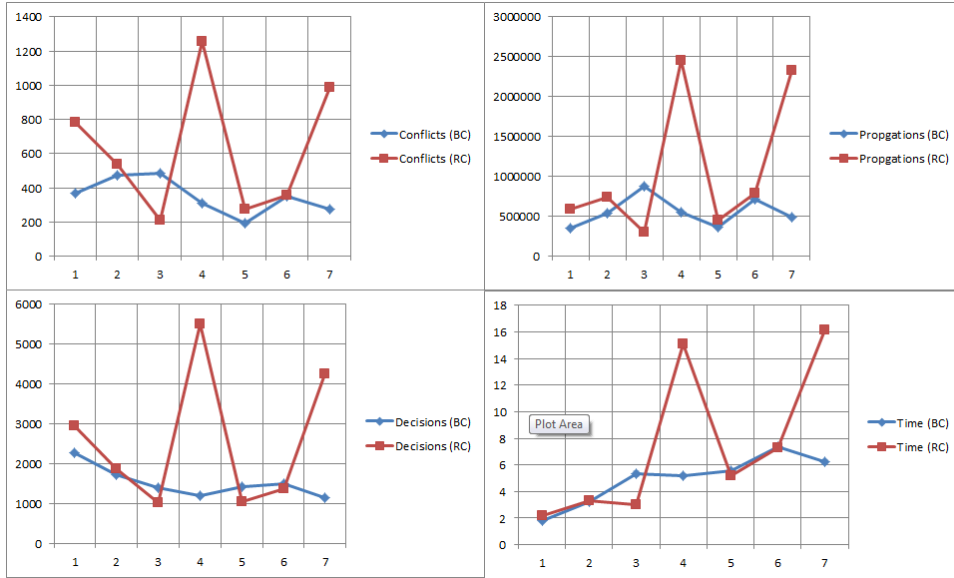 1400
1200
1000
800
600
400
200
0
1 2 3 4 5 6 7
Conflicts (BC)
Conflicts (RC)
3000000
2500000
2000000
1500000
1000000
500000
0
1 2 3 4 5 6 7
Propgations (BC)
Propgations (RC)
6000
5000
4000
3000
2000
1000
0
1 2 3 4 5 6 7
Decisions (BC)
Decisions (RC)
18
16
14
12
10
8
6
4
2
0
1 2 3 4 5 6 7
Plot Area
Time (BC)
Time (RC)